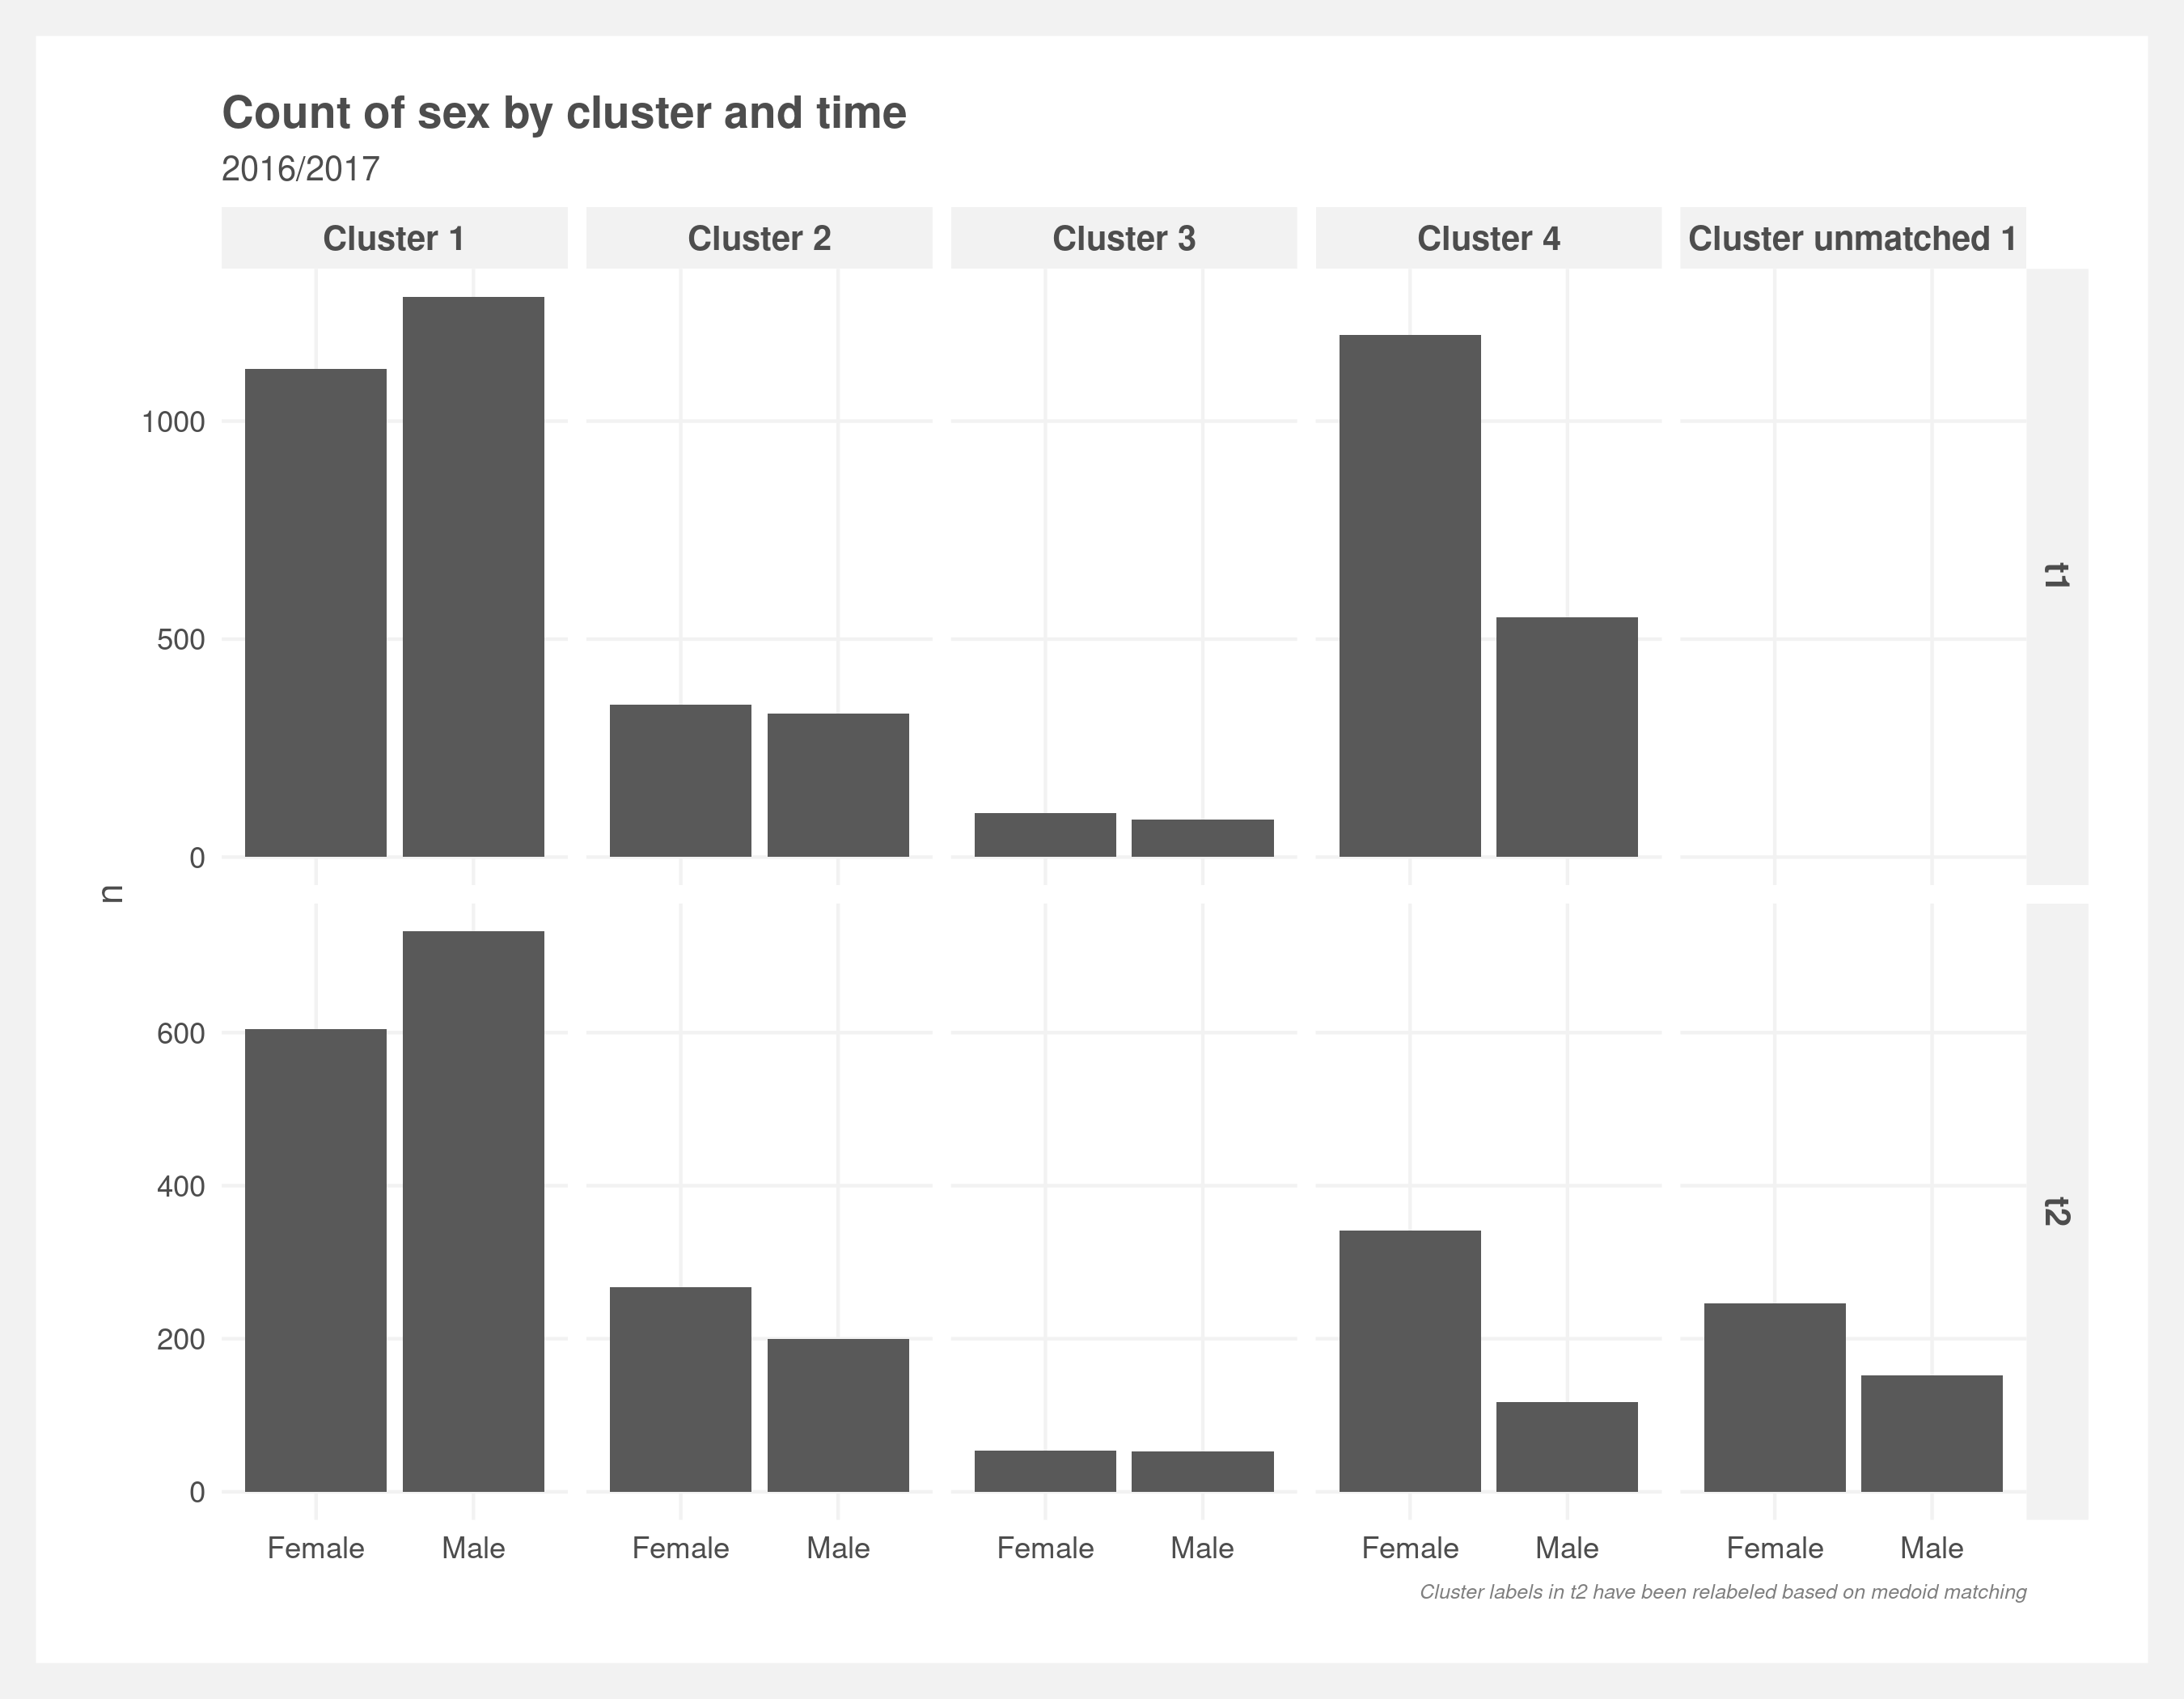 Count of sex by cluster and time
2016/2017
Cluster 1
Cluster 2
Cluster 3
Cluster 4
Cluster unmatched 1
1000
500
0
t1
n
600
400
200
0
t2
Female
Male
Female
Male
Female
Male
Female
Male
Female
Male
Cluster labels in t2 have been relabeled based on medoid matching